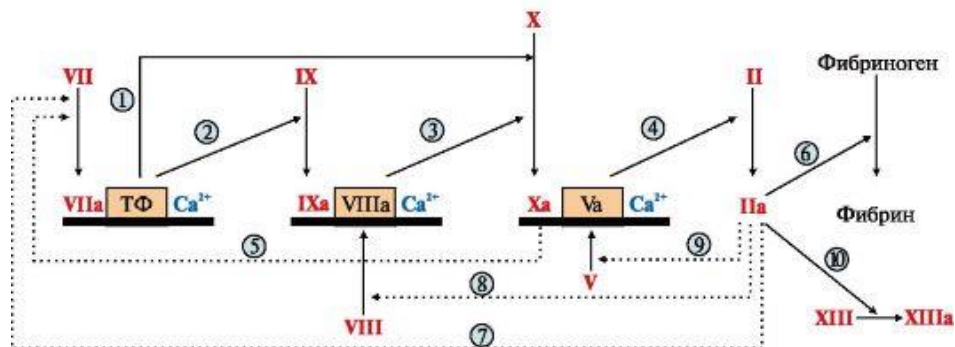 X
VII
IX
II
Фибриноген
①
②
③
④
⑥
VIIa ТФ Ca²⁺
IXa VIIIa Ca²⁺
Xa Va Ca²⁺
IIa
Фибрин
⑤
⑨
⑩
⑧
V
VIII
XIII
XIIIa
⑦